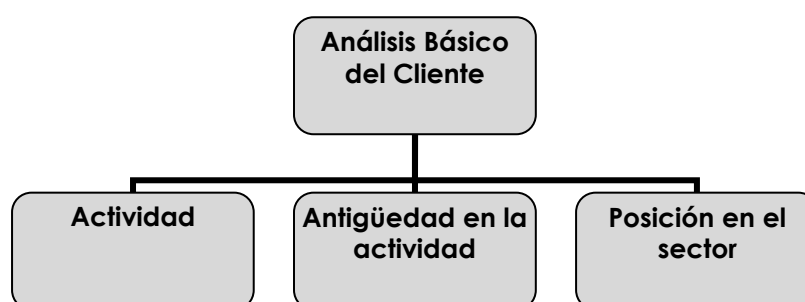 Análisis Básico
del Cliente
Actividad
Antigüedad en la
actividad
Posición en el
sector